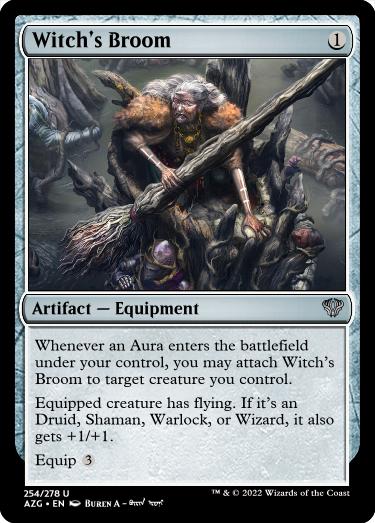 Witch's Broom 1
Artifact — Equipment
Whenever an Aura enters the battlefield
under your control, you may attach Witch's
Broom to target creature you control.
Equipped creature has flying. If it's an
Druid, Shaman, Warlock, or Wizard, it also
gets +1/+1.
Equip 3
254/278 U
AZG • EN BUREN A -
™ & © 2022 Wizards of the Coast